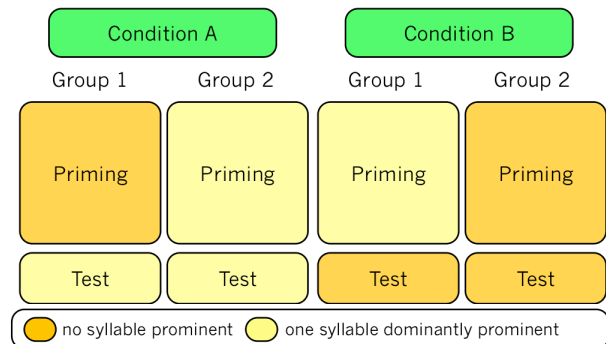 Condition A Condition B
Group 1 Group 2 Group 1 Group 2
Priming Priming Priming Priming
Test Test Test Test
no syllable prominent one syllable dominantly prominent